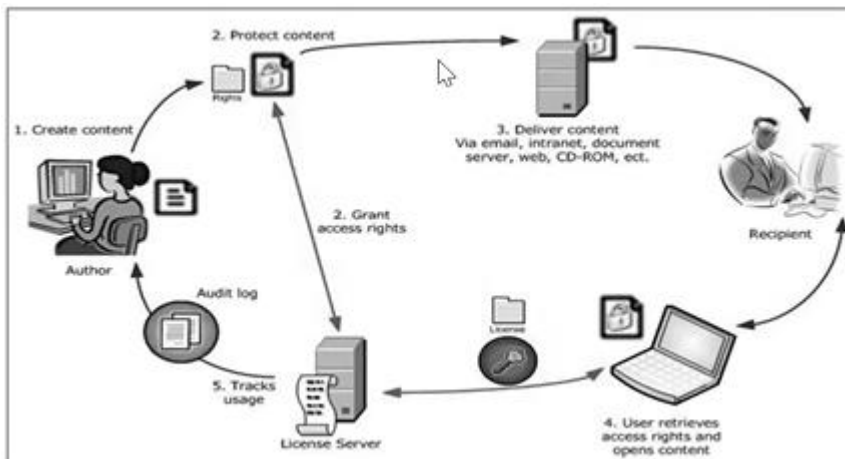 2. Protect content
Rights
1. Create content
3. Deliver content
Via email, intranet, document
server, web, CD-ROM, ect.
2. Grant
access rights
Recipient
Author
Audit log
License
5. Tracks
usage
License Server
4. User retrieves
access rights and
opens content